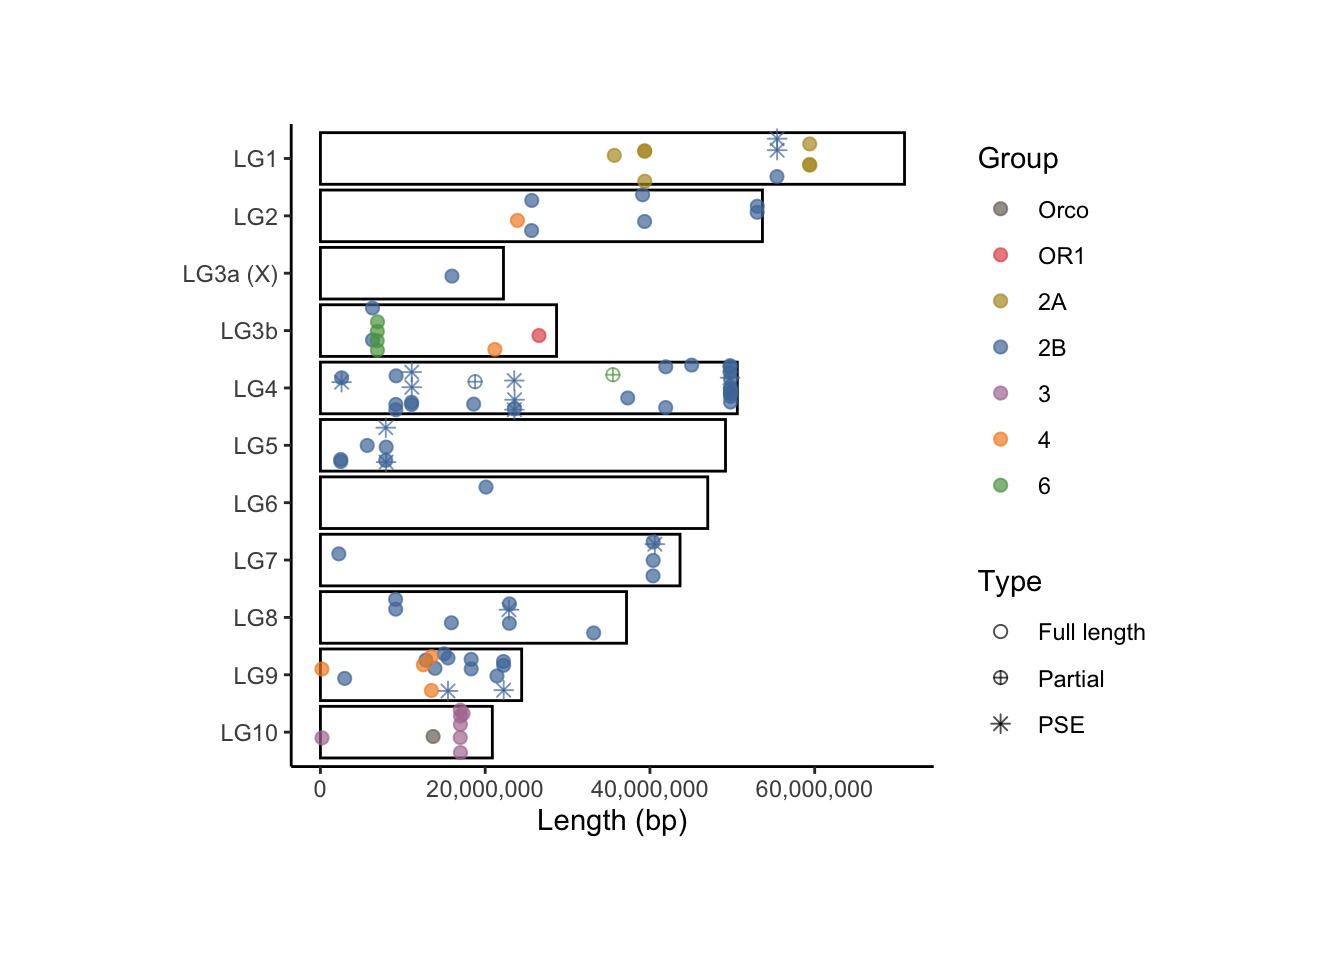 LG1
LG2
LG3a (X)
LG3b
LG4
LG5
LG6
LG7
LG8
LG9
LG10
0
20,000,000
40,000,000
60,000,000
Length (bp)
Group
Orco
OR1
2A
2B
3
4
6
Type
Full length
Partial
PSE